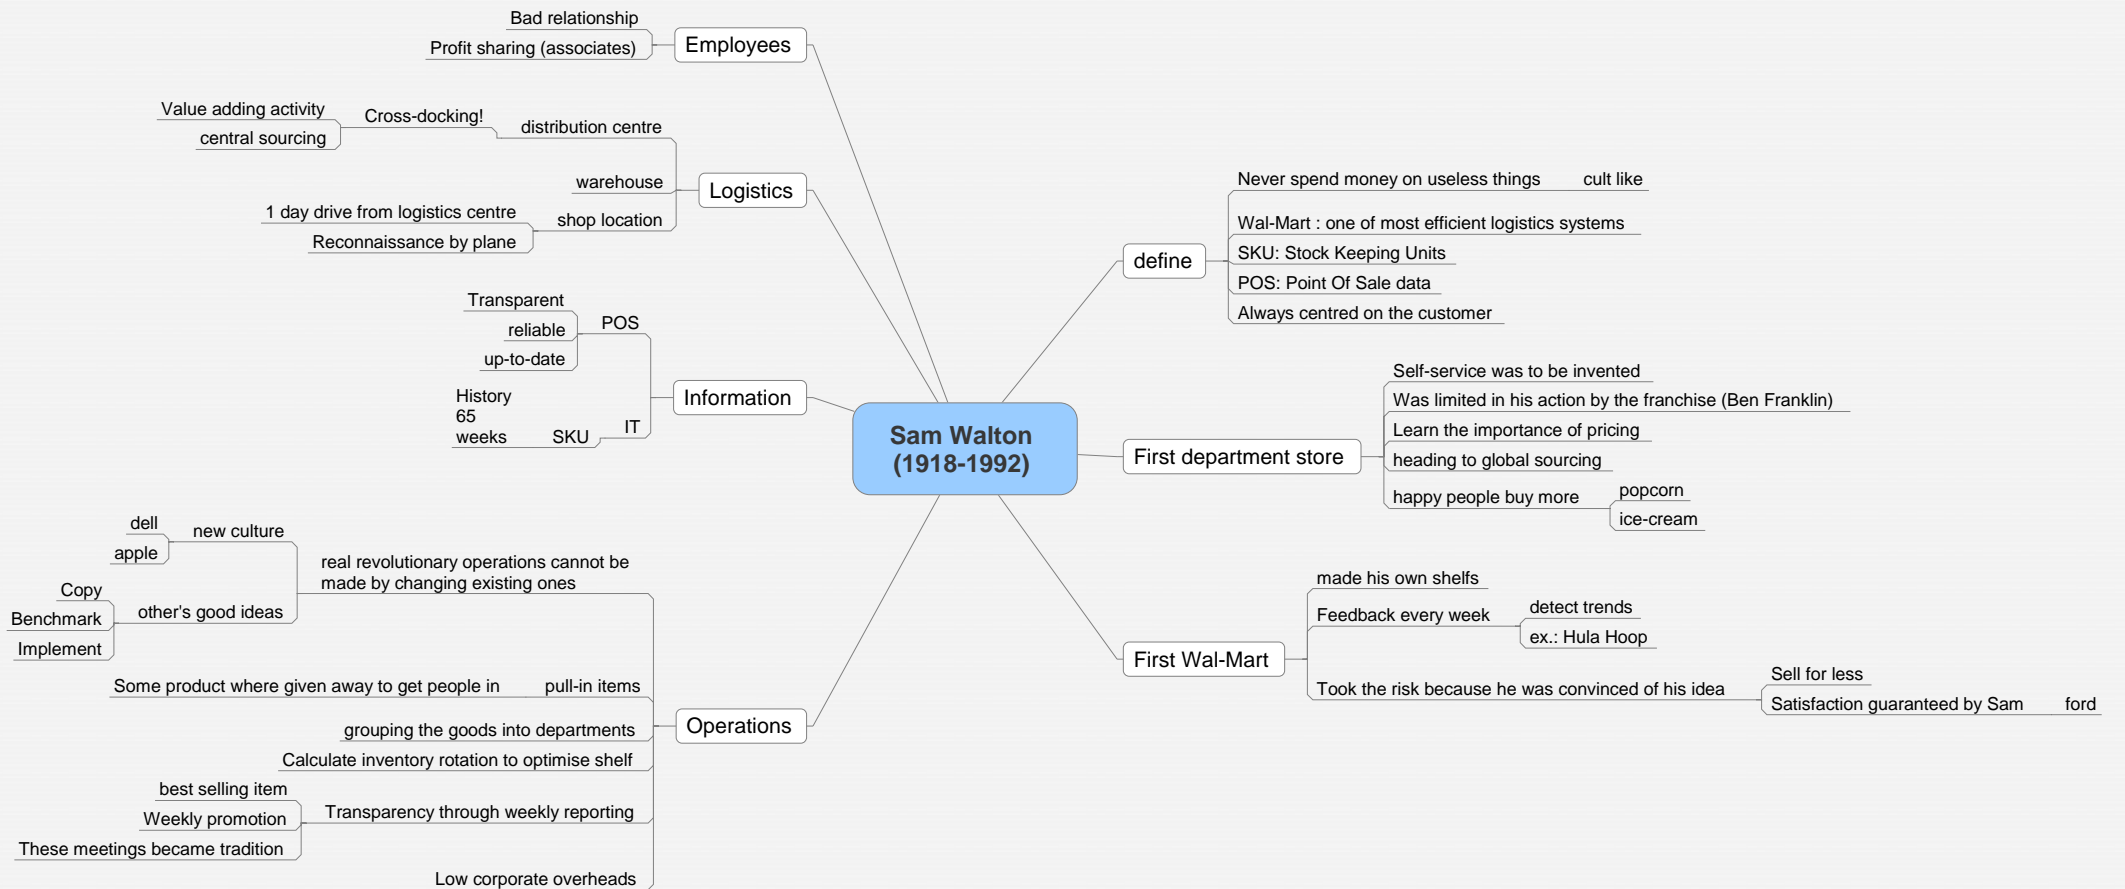 Sam Walton
(1918-1992)
Employees
Bad relationship
Profit sharing (associates)
Logistics
distribution centre
Cross-docking!
Value adding activity
central sourcing
warehouse
shop location
1 day drive from logistics centre
Reconnaissance by plane
Information
POS
Transparent
reliable
up-to-date
IT
SKU
History
65
weeks
Operations
real revolutionary operations cannot be
made by changing existing ones
new culture
dell
apple
other's good ideas
Copy
Benchmark
Implement
pull-in items
Some product where given away to get people in
grouping the goods into departments
Calculate inventory rotation to optimise shelf
Transparency through weekly reporting
best selling item
Weekly promotion
These meetings became tradition
Low corporate overheads
define
Never spend money on useless things
cult like
Wal-Mart : one of most efficient logistics systems
SKU: Stock Keeping Units
POS: Point Of Sale data
Always centred on the customer
First department store
Self-service was to be invented
Was limited in his action by the franchise (Ben Franklin)
Learn the importance of pricing
heading to global sourcing
happy people buy more
popcorn
ice-cream
First Wal-Mart
made his own shelfs
Feedback every week
detect trends
ex.: Hula Hoop
Took the risk because he was convinced of his idea
Sell for less
Satisfaction guaranteed by Sam
ford